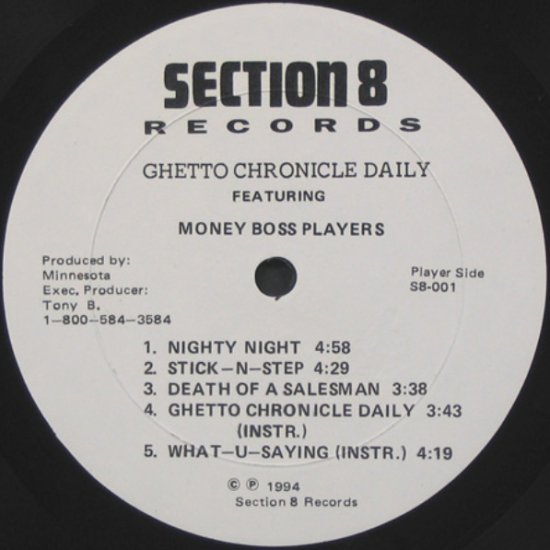 SECTION 8
RECORDS
GHETTO CHRONICLE DAILY
FEATURING
MONEY BOSS PLAYERS
Produced by:
Minnesota
Exec. Producer:
Tony B.
1-800-584-3584
Player Side
S8-001
1. NIGHTY NIGHT 4:58
2. STICK-N-STEP 4:29
3. DEATH OF A SALESMAN 3:38
4. GHETTO CHRONICLE DAILY 3:43
(INSTR.)
5. WHAT-U-SAYING (INSTR.) 4:19
© ℗ 1994
Section 8 Records